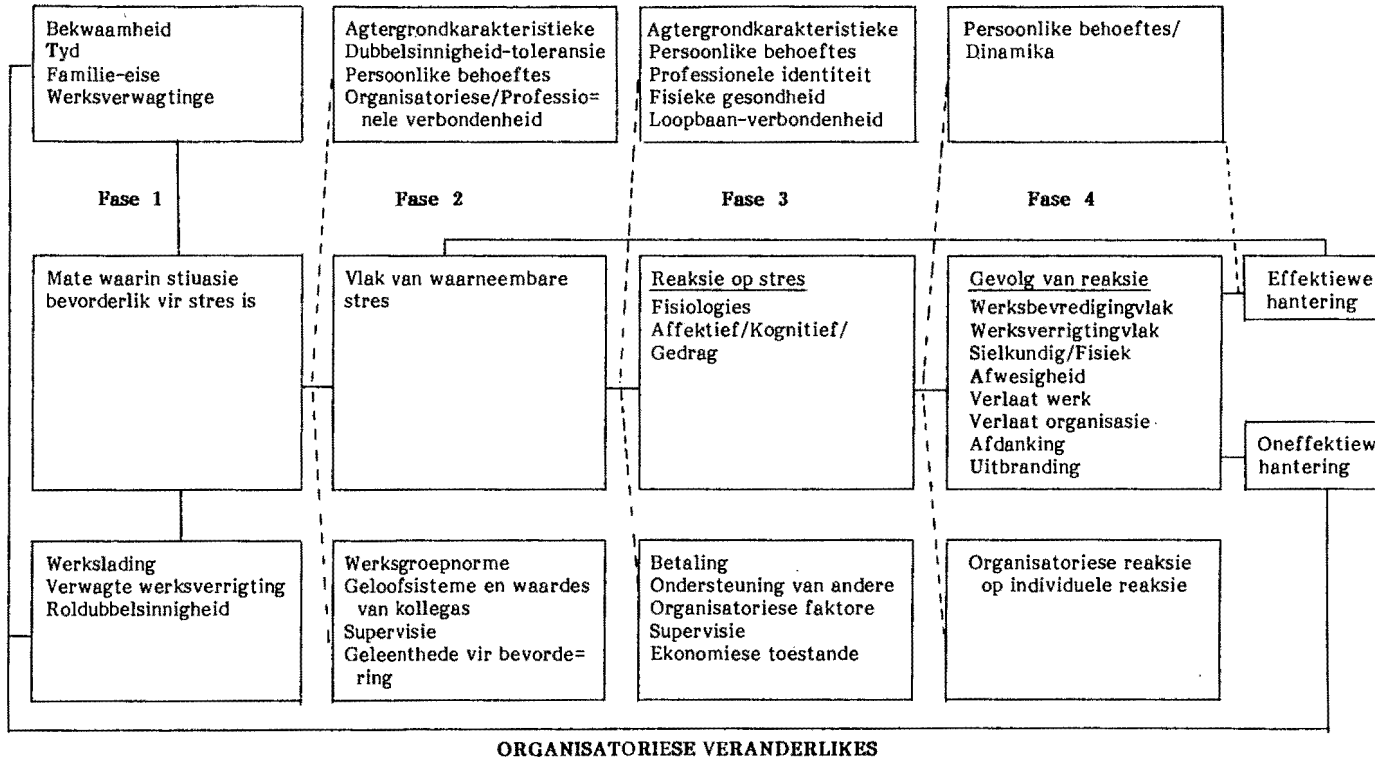 Bekwaamheid
Tyd
Familie-eise
Werksverwagtinge
Agtergrondkarakteristieke
Dubbelsinnigheid-toleransie
Persoonlike behoeftes
Organisatoriese/Professio=
nele verbondenheid
Agtergrondkarakteristieke
Persoonlike behoeftes
Professionele identiteit
Fisieke gesondheid
Loopbaan-verbondenheid
Persoonlike behoeftes/
Dinamika
Fase 1
Fase 2
Fase 3
Fase 4
Mate waarin stiuasie
bevorderlik vir stres is
Vlak van waarneembare
stres
Reaksie op stres
Fisiologies
Affektief/Kognitief/
Gedrag
Gevolg van reaksie
Werksbevredigingvlak
Werksverrigtingvlak
Sielkundig/Fisiek
Afwesigheid
Verlaat werk
Verlaat organisasie
Afdanking
Uitbranding
Effektiewe
hantering
Oneffektiew
hantering
Werkslading
Verwagte werksverrigting
Roldubbelsinnigheid
Werksgroepnorme
Geloofsisteme en waardes
van kollegas
Supervisie
Geleenthede vir bevorde=
ring
Betaling
Ondersteuning van andere
Organisatoriese faktore
Supervisie
Ekonomiese toestande
Organisatoriese reaksie
op individuele reaksie
ORGANISATORIESE VERANDERLIKES